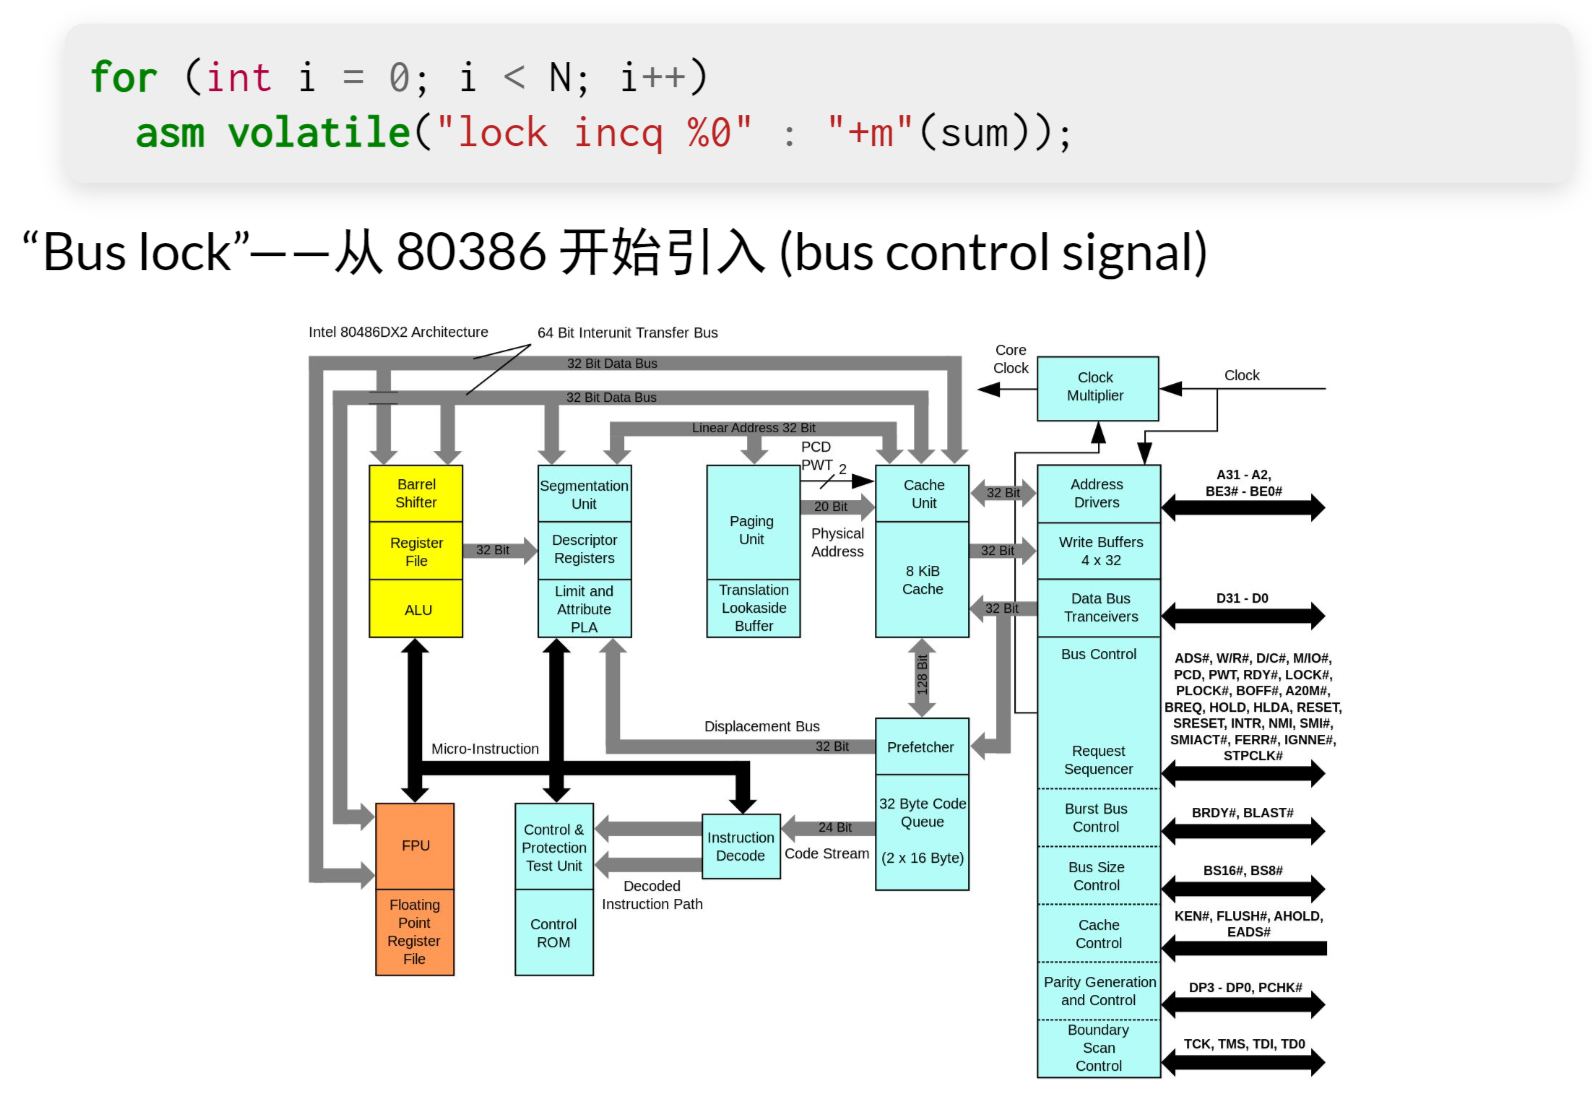 for (int i = 0; i < N; i++)
asm volatile("lock incq %0" : "+m"(sum));
“Bus lock”——从 80386 开始引入 (bus control signal)
Intel 80486DX2 Architecture
64 Bit Interunit Transfer Bus
32 Bit Data Bus
32 Bit Data Bus
Linear Address 32 Bit
PCD
PWT
2
Core
Clock
Clock
Multiplier
Clock
Barrel
Shifter
Register
File
ALU
32 Bit
Segmentation
Unit
Descriptor
Registers
Limit and
Attribute
PLA
Paging
Unit
Translation
Lookaside
Buffer
20 Bit
Physical
Address
Cache
Unit
8 KiB
Cache
32 Bit
32 Bit
32 Bit
128 Bit
Address
Drivers
Write Buffers
4 x 32
Data Bus
Tranceivers
Bus Control
Request
Sequencer
Burst Bus
Control
Bus Size
Control
Cache
Control
Parity Generation
and Control
Boundary
Scan
Control
A31 - A2,
BE3# - BE0#
D31 - D0
ADS#, W/R#, D/C#, M/IO#,
PCD, PWT, RDY#, LOCK#,
PLOCK#, BOFF#, A20M#,
BREQ, HOLD, HLDA, RESET,
SRESET, INTR, NMI, SMI#,
SMIACT#, FERR#, IGNNE#,
STPCLK#
BRDY#, BLAST#
BS16#, BS8#
KEN#, FLUSH#, AHOLD,
EADS#
DP3 - DP0, PCHK#
TCK, TMS, TDI, TD0
Displacement Bus
32 Bit
Micro-Instruction
Prefetcher
32 Byte Code
Queue
(2 x 16 Byte)
24 Bit
Code Stream
Instruction
Decode
Decoded
Instruction Path
Control &
Protection
Test Unit
Control
ROM
FPU
Floating
Point
Register
File